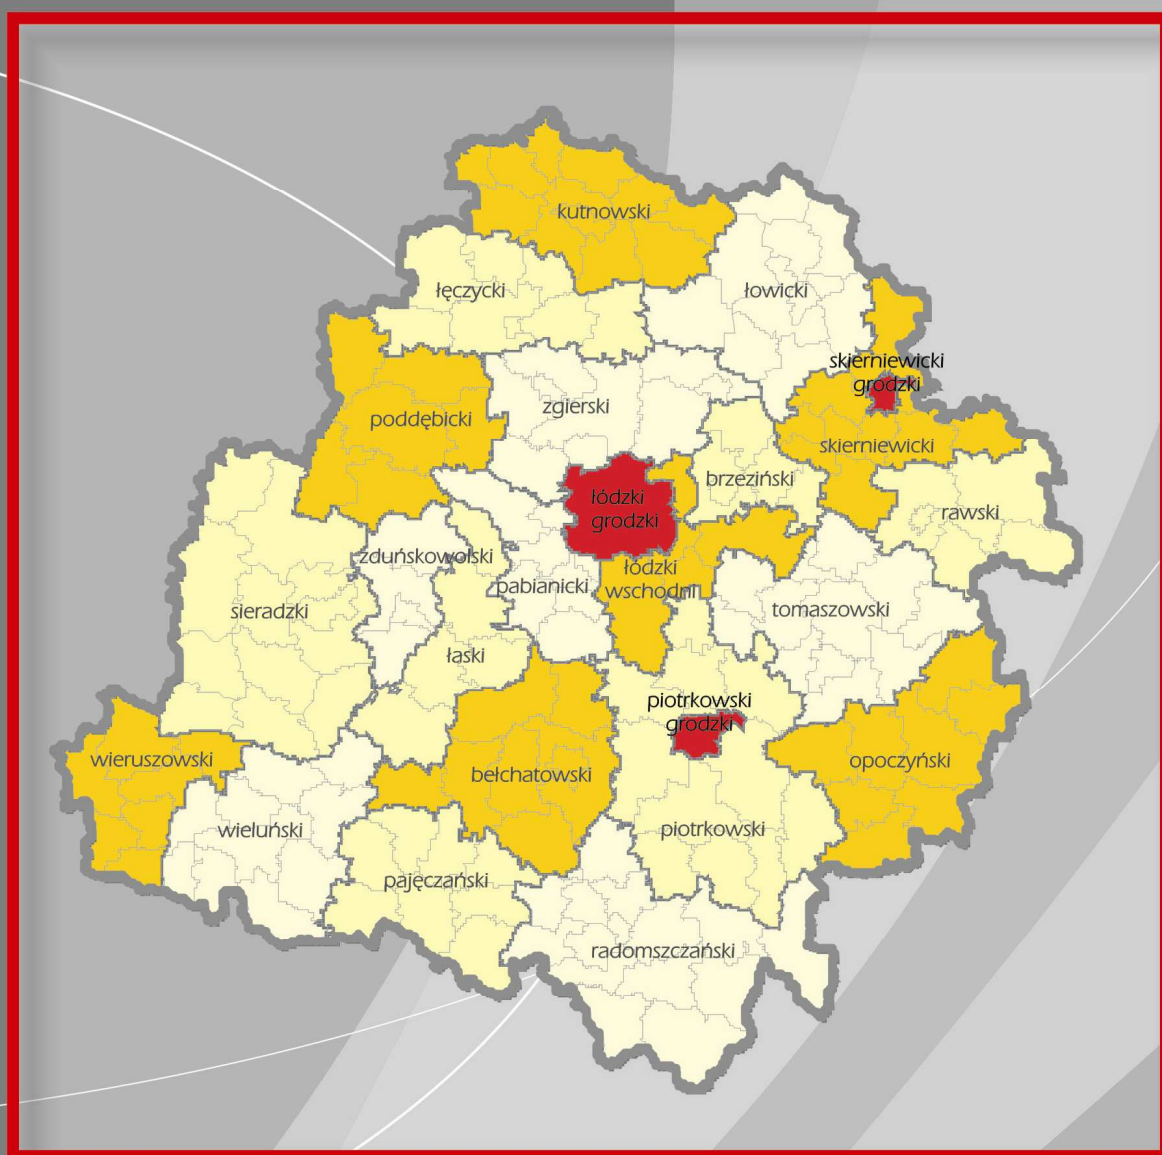 kutnowski
łęczycki
łowicki
skierniewicki
grodzki
zgierski
poddębicki
skierniewicki
brzeziński
łódzki
grodzki
rawski
zduńskowolski
łódzki
wschodni
pabianicki
sieradzki
tomaszowski
łaski
piotrkowski
grodzki
wieruszowski
bełchatowski
opoczyński
wieluński
piotrkowski
pajęczański
radomszczański